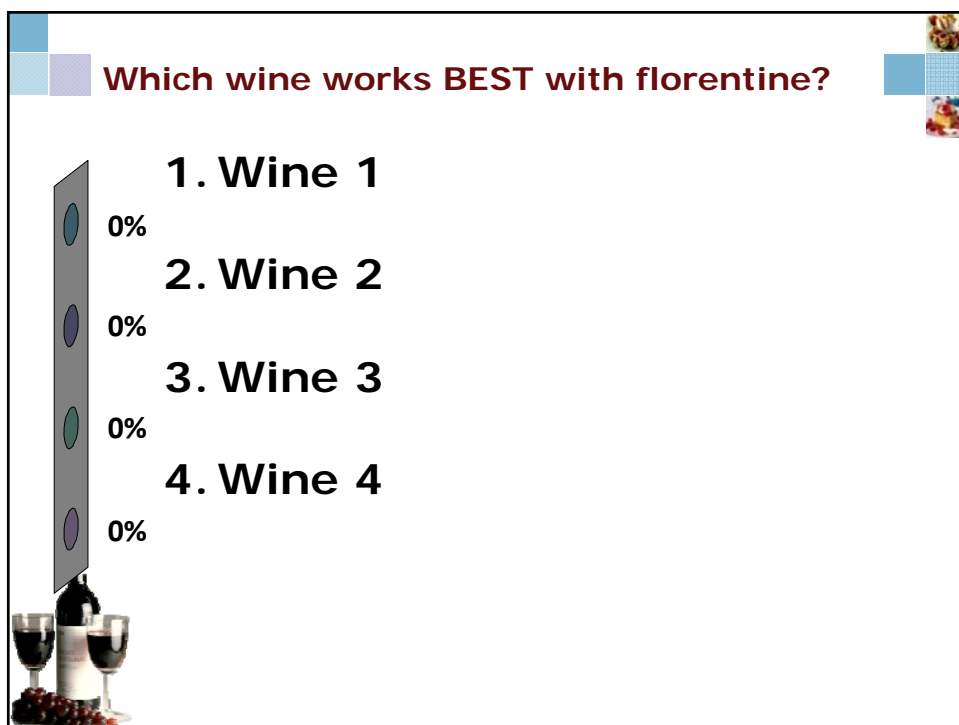 Which wine works BEST with florentine?
1. Wine 1
0%
2. Wine 2
0%
3. Wine 3
0%
4. Wine 4
0%